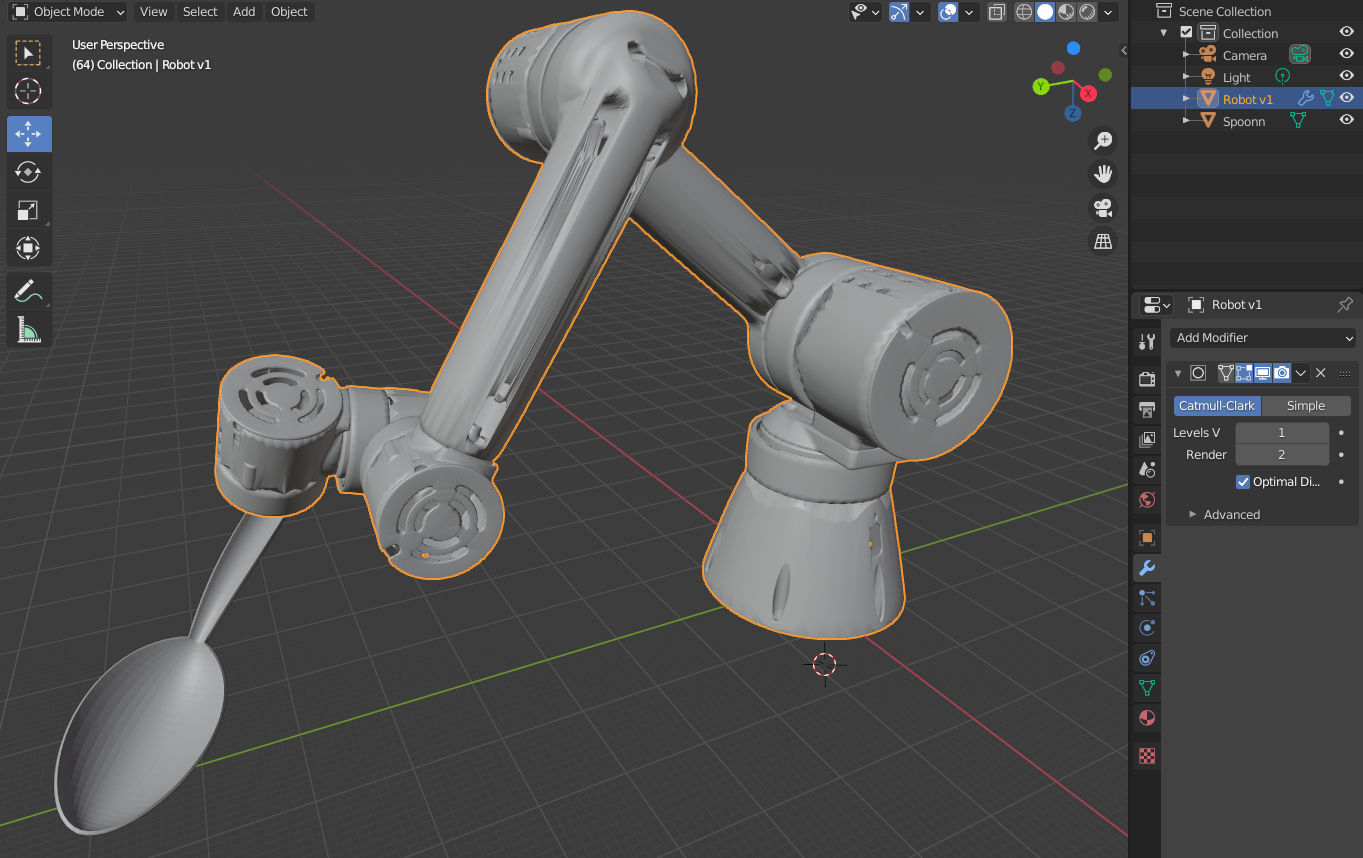 Object Mode View Select Add Object
User Perspective
(64) Collection | Robot v1
Y
X
Z
Scene Collection
Collection
Camera
Light
Robot v1
Spoonn
Robot v1
Add Modifier
Catmull-Clark Simple
Levels V 1
Render 2
Optimal Di...
Advanced